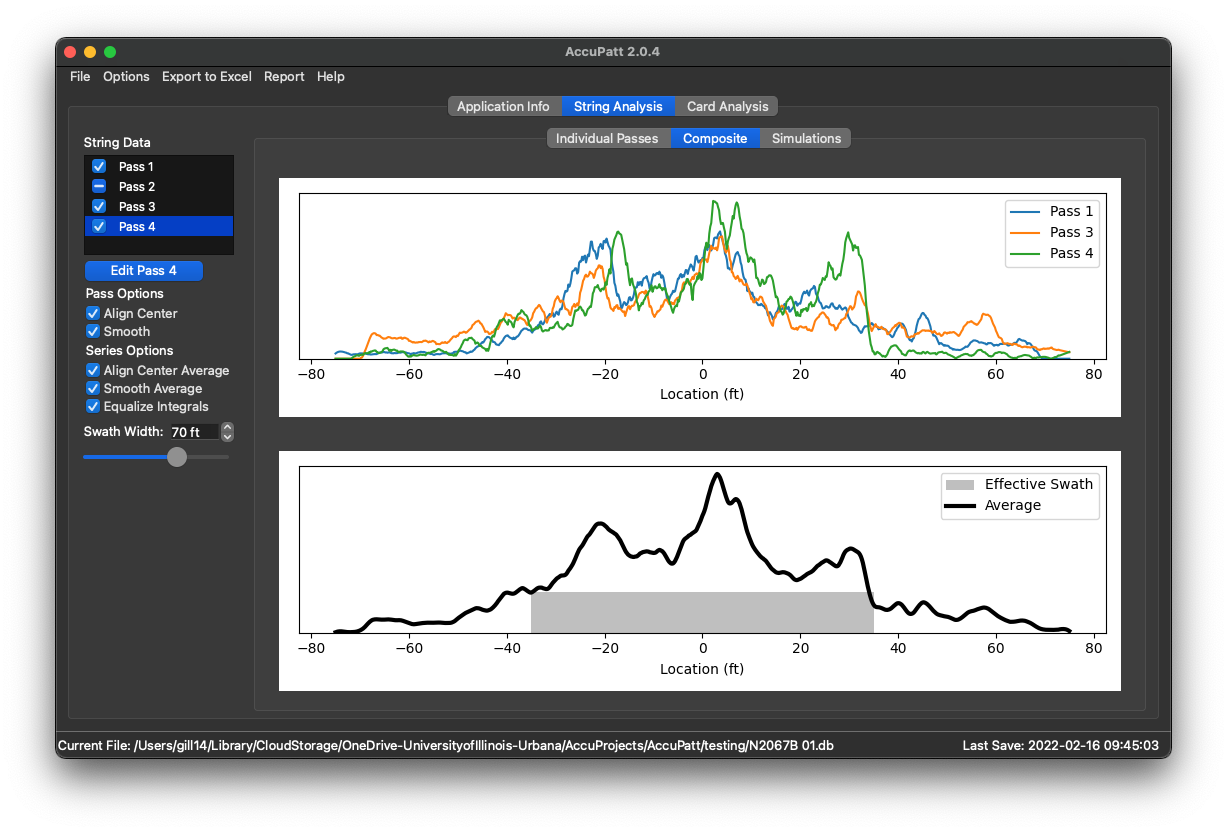 AccuPatt 2.0.4
File Options Export to Excel Report Help
Application Info String Analysis Card Analysis
Individual Passes Composite Simulations
String Data
Pass 1
Pass 2
Pass 3
Pass 4
Edit Pass 4
Pass Options
Align Center
Smooth
Series Options
Align Center Average
Smooth Average
Equalize Integrals
Swath Width: 70 ft
Pass 1
Pass 3
Pass 4
−80 −60 −40 −20 0 20 40 60 80
Location (ft)
Effective Swath
Average
−80 −60 −40 −20 0 20 40 60 80
Location (ft)
Current File: /Users/gill14/Library/CloudStorage/OneDrive-UniversityofIllinois-Urbana/AccuProjects/AccuPatt/testing/N2067B 01.db Last Save: 2022-02-16 09:45:03